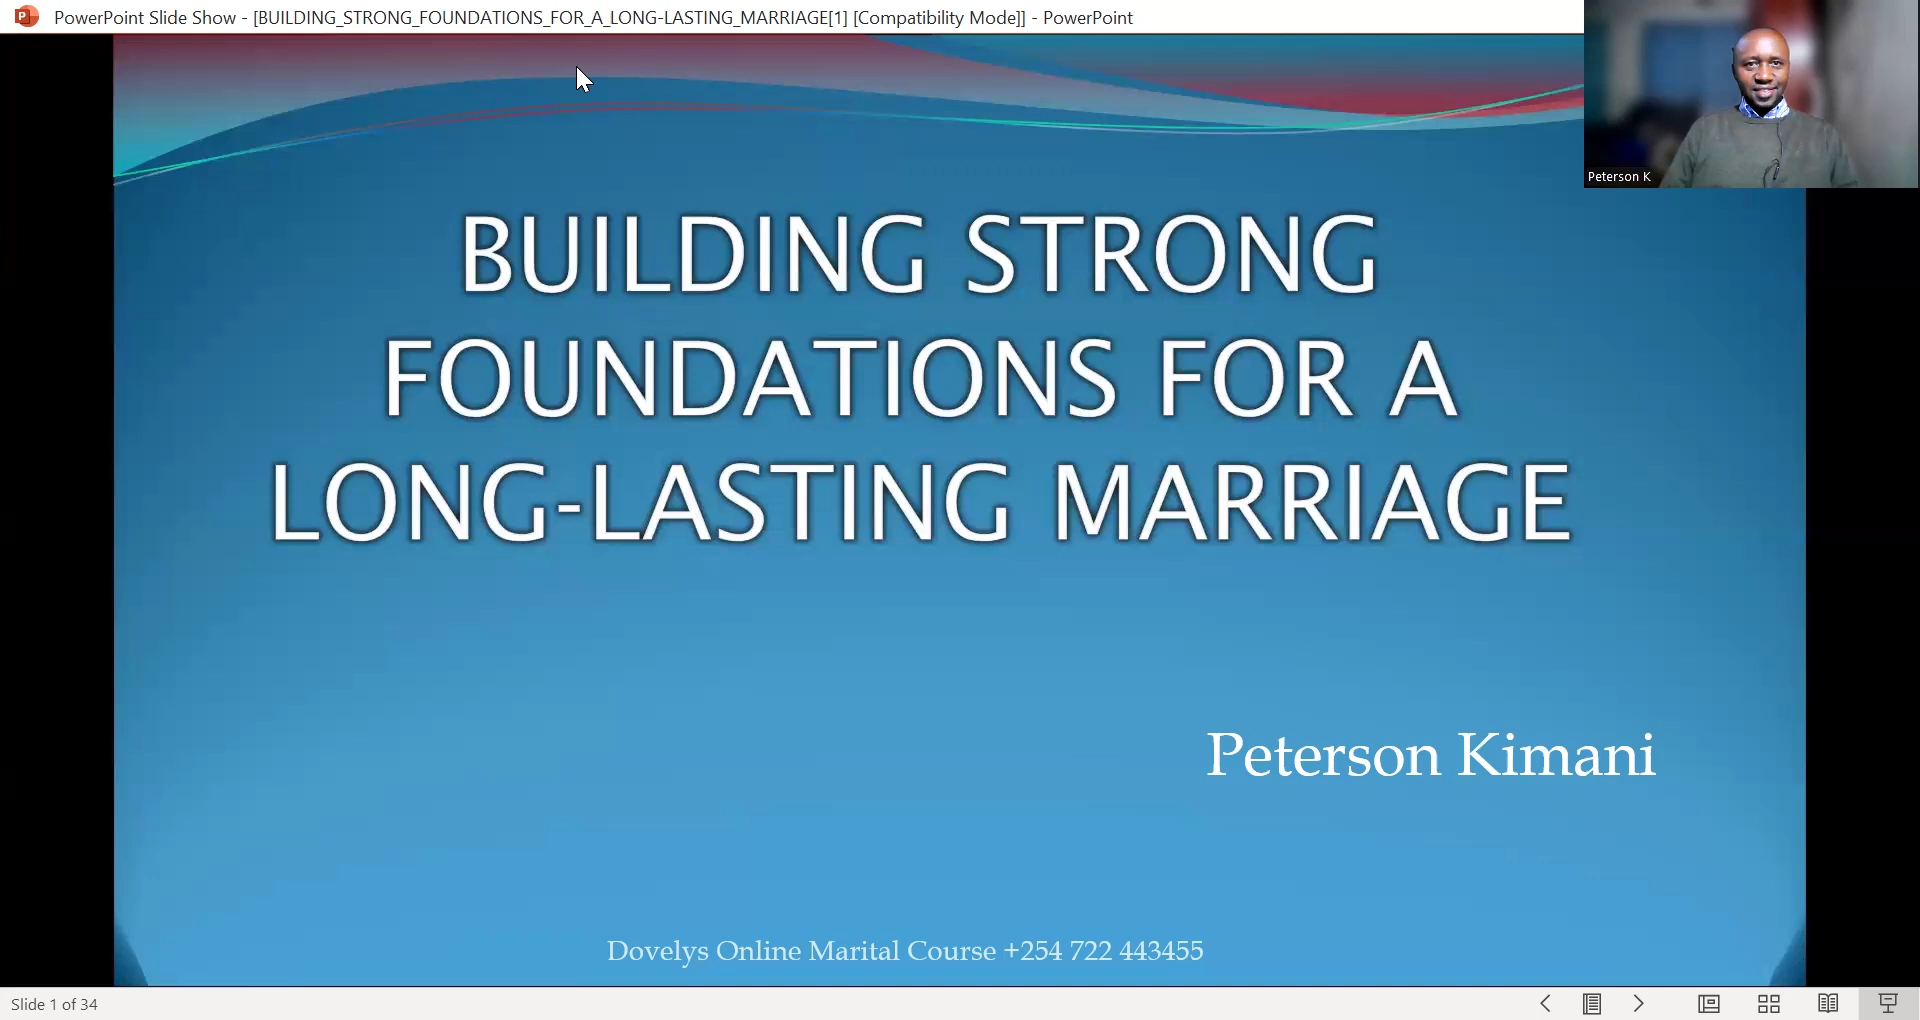 PowerPoint Slide Show - [BUILDING_STRONG_FOUNDATIONS_FOR_A_LONG-LASTING_MARRIAGE[1] [Compatibility Mode]] - PowerPoint
Peterson K
BUILDING STRONG
FOUNDATIONS FOR A
LONG-LASTING MARRIAGE
Peterson Kimani
Dovelys Online Marital Course +254 722 443455
Slide 1 of 34